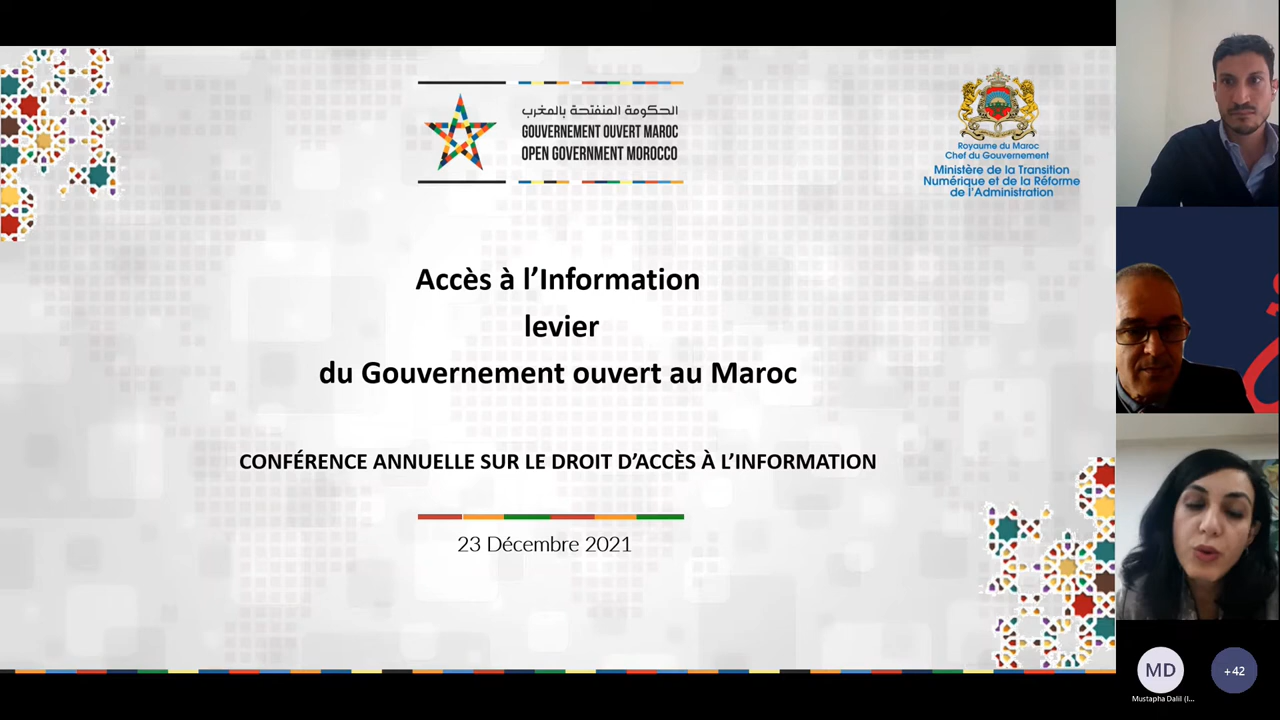 الحكومة المنفتحة بالمغرب
GOUVERNEMENT OUVERT MAROC
OPEN GOVERNMENT MOROCCO
Royaume du Maroc
Chef du Gouvernement
Ministère de la Transition
Numérique et de la Réforme
de l'Administration
Accès à l’Information
levier
du Gouvernement ouvert au Maroc
CONFÉRENCE ANNUELLE SUR LE DROIT D’ACCÈS À L’INFORMATION
23 Décembre 2021
MD
+42
Mustapha Dalil (I...